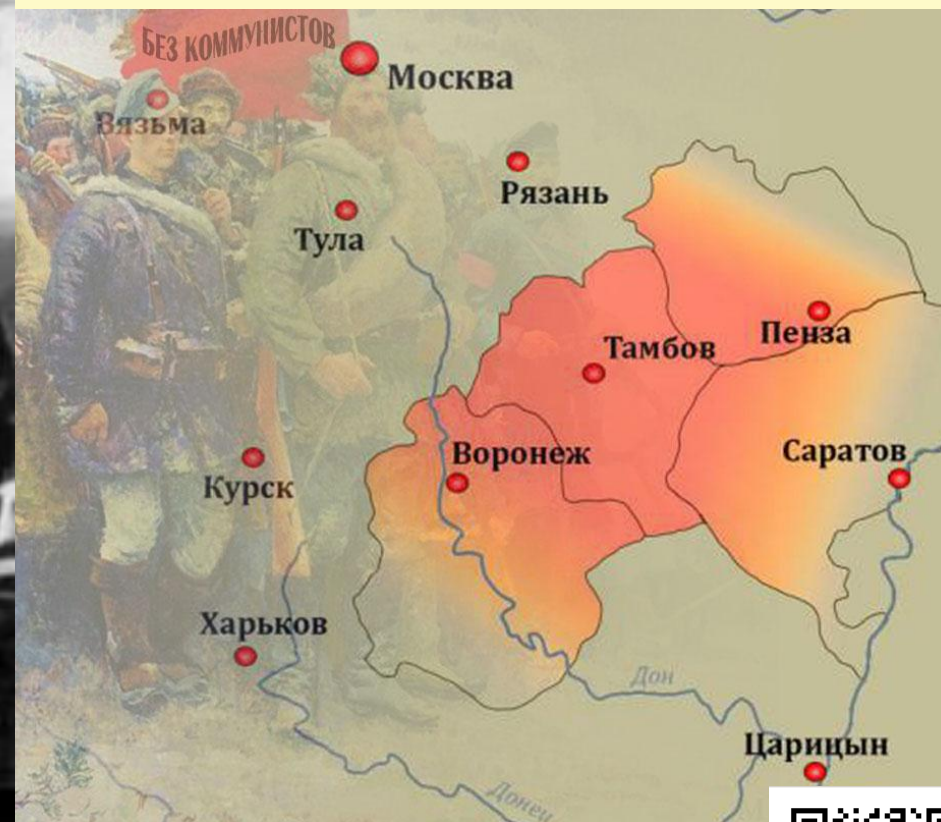 БЕЗ КОММУНИСТОВ
Москва
Вязьма
Рязань
Тула
Пенза
Тамбов
Воронеж
Саратов
Курск
Харьков
Дон
Царицын
Донец